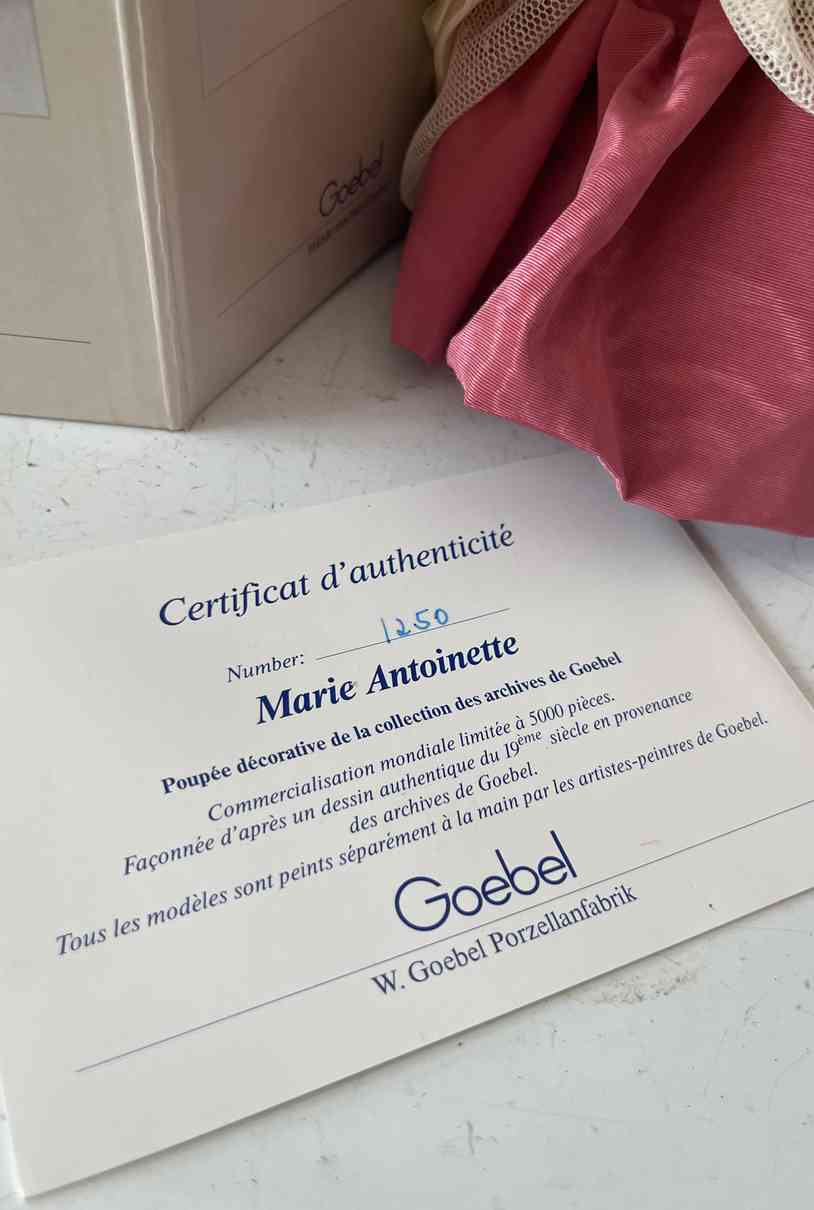 Goebel
Certificat d'authenticité
Number: 1250
Marie Antoinette
Poupée décorative de la collection des archives de Goebel
Commercialisation mondiale limitée à 5000 pièces.
Façonnée d'après un dessin authentique du 19ème siècle en provenance
des archives de Goebel.
Tous les modèles sont peints séparément à la main par les artistes-peintres de Goebel.
Goebel
W. Goebel Porzellanfabrik